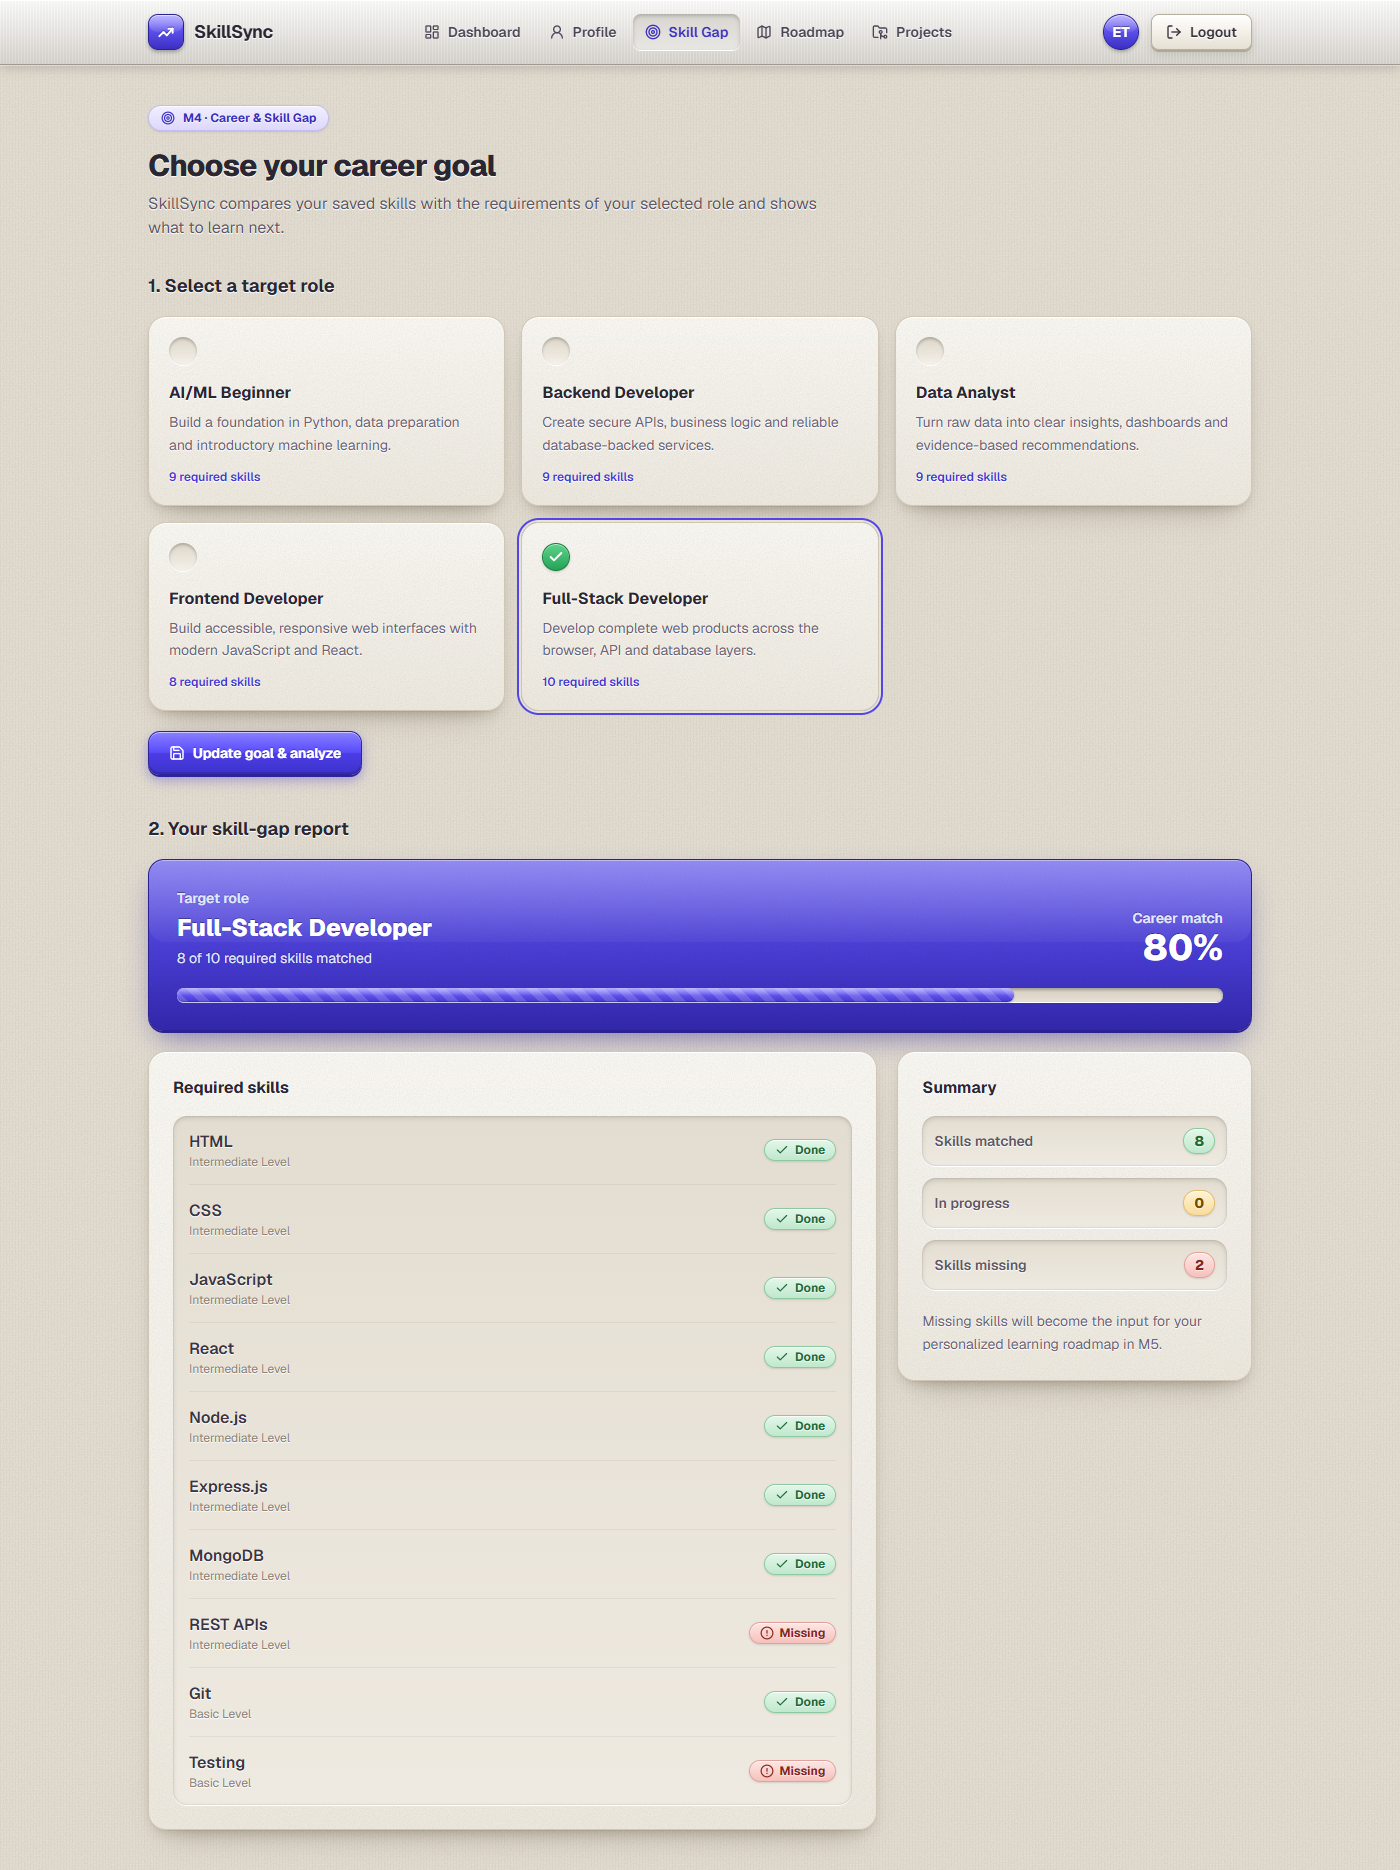 SkillSync
Dashboard
Profile
Skill Gap
Roadmap
Projects
ET
Logout
M4 · Career & Skill Gap
Choose your career goal
SkillSync compares your saved skills with the requirements of your selected role and shows
what to learn next.
1. Select a target role
AI/ML Beginner
Build a foundation in Python, data preparation
and introductory machine learning.
9 required skills
Backend Developer
Create secure APIs, business logic and reliable
database-backed services.
9 required skills
Data Analyst
Turn raw data into clear insights, dashboards and
evidence-based recommendations.
9 required skills
Frontend Developer
Build accessible, responsive web interfaces with
modern JavaScript and React.
8 required skills
Full-Stack Developer
Develop complete web products across the
browser, API and database layers.
10 required skills
Update goal & analyze
2. Your skill-gap report
Target role
Full-Stack Developer
8 of 10 required skills matched
Career match
80%
Required skills
HTML
Intermediate Level
Done
CSS
Intermediate Level
Done
JavaScript
Intermediate Level
Done
React
Intermediate Level
Done
Node.js
Intermediate Level
Done
Express.js
Intermediate Level
Done
MongoDB
Intermediate Level
Done
REST APIs
Intermediate Level
Missing
Git
Basic Level
Done
Testing
Basic Level
Missing
Summary
Skills matched
8
In progress
0
Skills missing
2
Missing skills will become the input for your
personalized learning roadmap in M5.